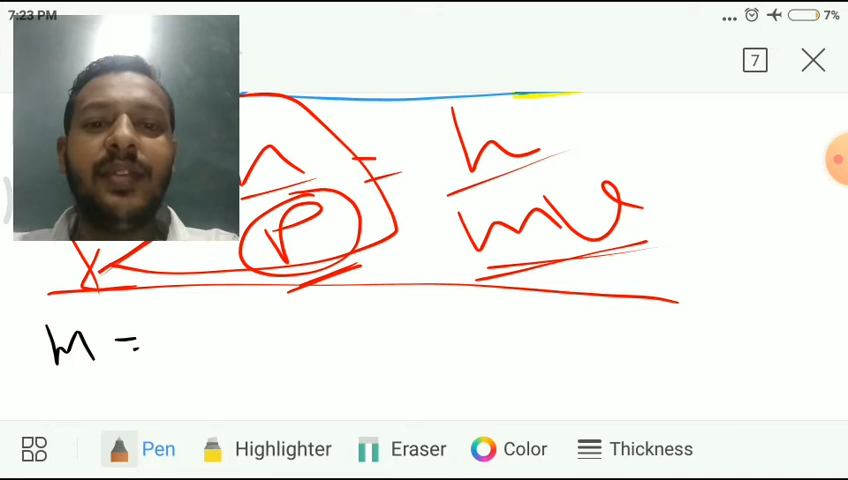 7:23 PM ... 7%
7
h = h
P mv
m =
Pen Highlighter Eraser Color Thickness